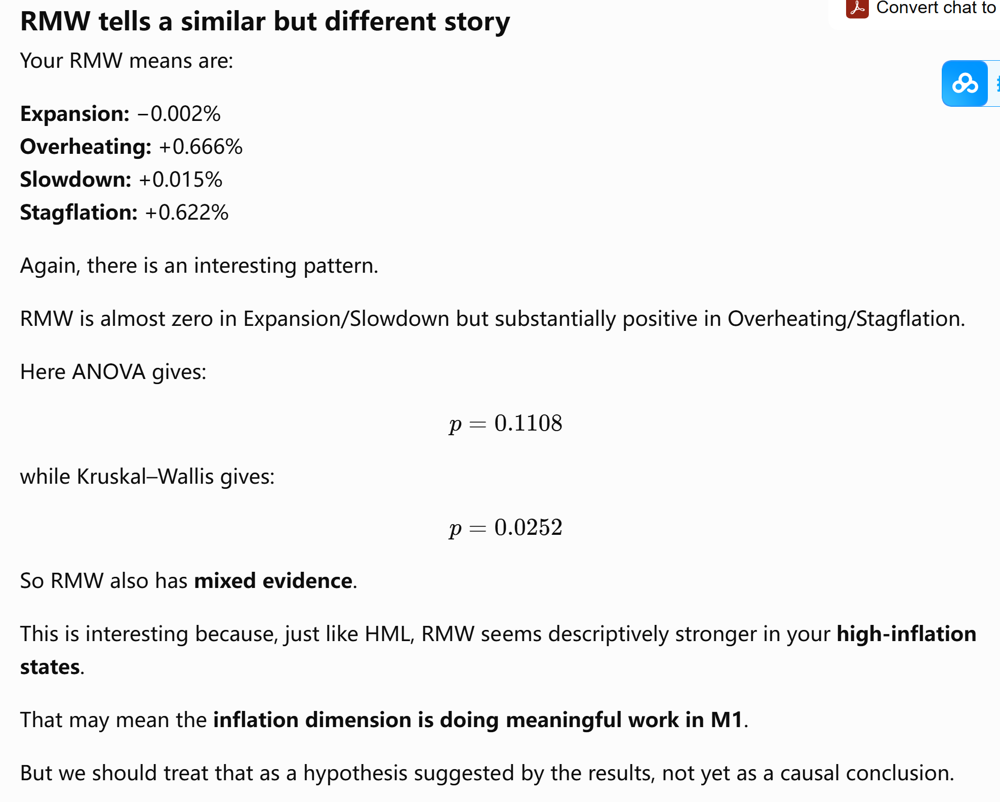 RMW tells a similar but different story
Convert chat to
Your RMW means are:
Expansion: −0.002%
Overheating: +0.666%
Slowdown: +0.015%
Stagflation: +0.622%
Again, there is an interesting pattern.
RMW is almost zero in Expansion/Slowdown but substantially positive in Overheating/Stagflation.
Here ANOVA gives:
p = 0.1108
while Kruskal–Wallis gives:
p = 0.0252
So RMW also has mixed evidence.
This is interesting because, just like HML, RMW seems descriptively stronger in your high-inflation
states.
That may mean the inflation dimension is doing meaningful work in M1.
But we should treat that as a hypothesis suggested by the results, not yet as a causal conclusion.